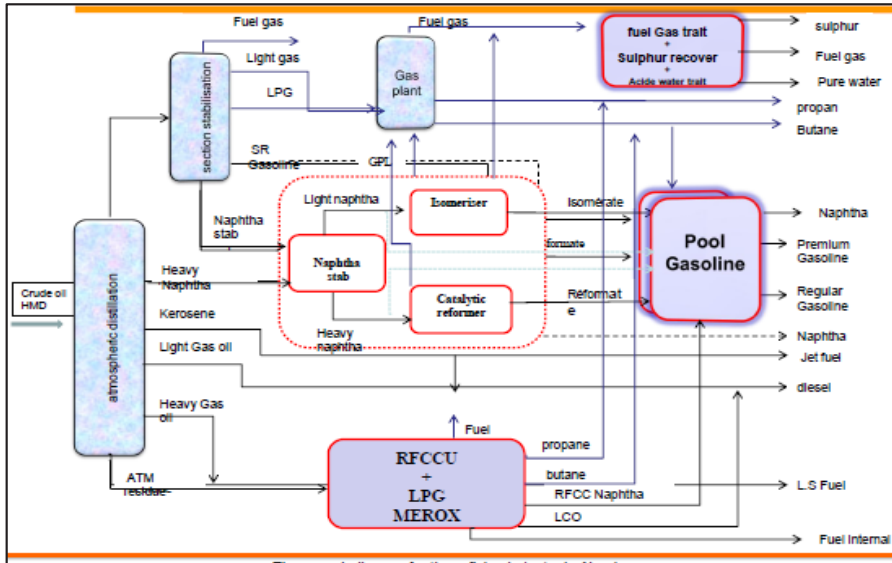 Fuel gas
Fuel gas
fuel Gas trait
+
Sulphur recover
+
Acide water trait
sulphur
Fuel gas
Pure water
section stabilisation
Light gas
LPG
Gas
plant
propan
Butane
SR
Gasoline
GPL
Light naphtha
Isomeriser
Isomérate
Naphtha
stab
Naphtha
stab
formate
Pool
Gasoline
Naphtha
Premium
Gasoline
Regular
Gasoline
Crude oil
HMD
atmospheric distillation
Heavy
Naphtha
Catalytic
reformer
Réformat
e
Heavy
naphtha
Kerosene
Naphtha
Jet fuel
Light Gas oil
diesel
Heavy Gas
oil
Fuel
RFCCU
+
LPG
MEROX
propane
butane
RFCC Naphtha
LCO
ATM
residue
L.S Fuel
Fuel Internal